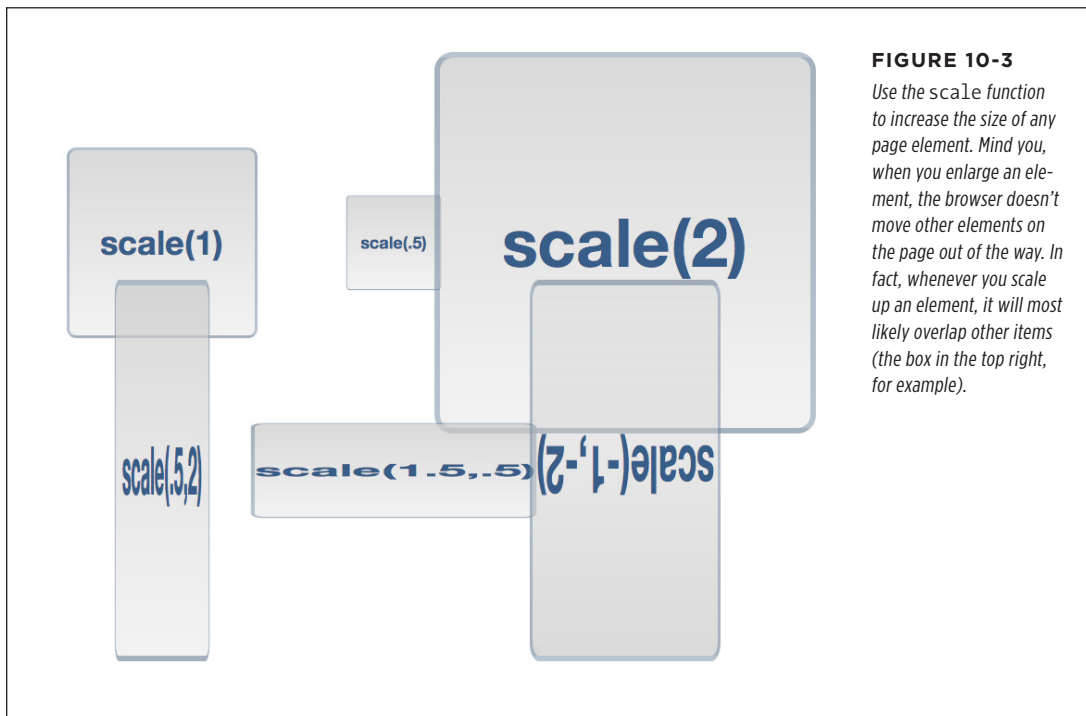 scale(1)
scale(.5)
scale(2)
scale(.5,2)
scale(1.5,.5)
scale(-1,-2)
FIGURE 10-3
Use the scale function
to increase the size of any
page element. Mind you,
when you enlarge an ele-
ment, the browser doesn’t
move other elements on
the page out of the way. In
fact, whenever you scale
up an element, it will most
likely overlap other items
(the box in the top right,
for example).